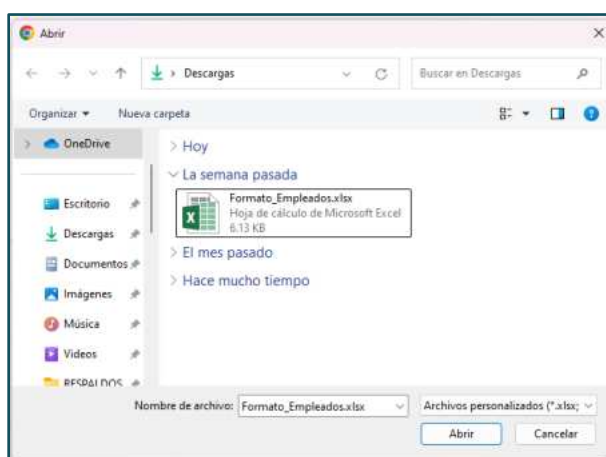 Abrir
Descargas
Buscar en Descargas
Organizar
Nueva carpeta
OneDrive
Hoy
La semana pasada
Formato_Empleados.xlsx
Hoja de cálculo de Microsoft Excel
6.13 KB
El mes pasado
Hace mucho tiempo
Escritorio
Descargas
Documentos
Imágenes
Música
Videos
RESPALDOS
Nombre de archivo: Formato_Empleados.xlsx
Archivos personalizados (*.xlsx;
Abrir
Cancelar